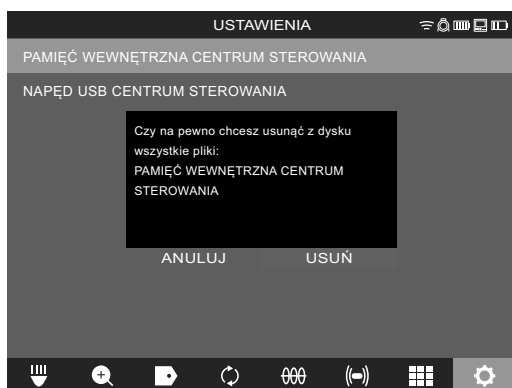 USTAWIENIA
PAMIĘĆ WEWNĘTRZNA CENTRUM STEROWANIA
NAPĘD USB CENTRUM STEROWANIA
Czy na pewno chcesz usunąć z dysku
wszystkie pliki:
PAMIĘĆ WEWNĘTRZNA CENTRUM
STEROWANIA
ANULUJ USUŃ